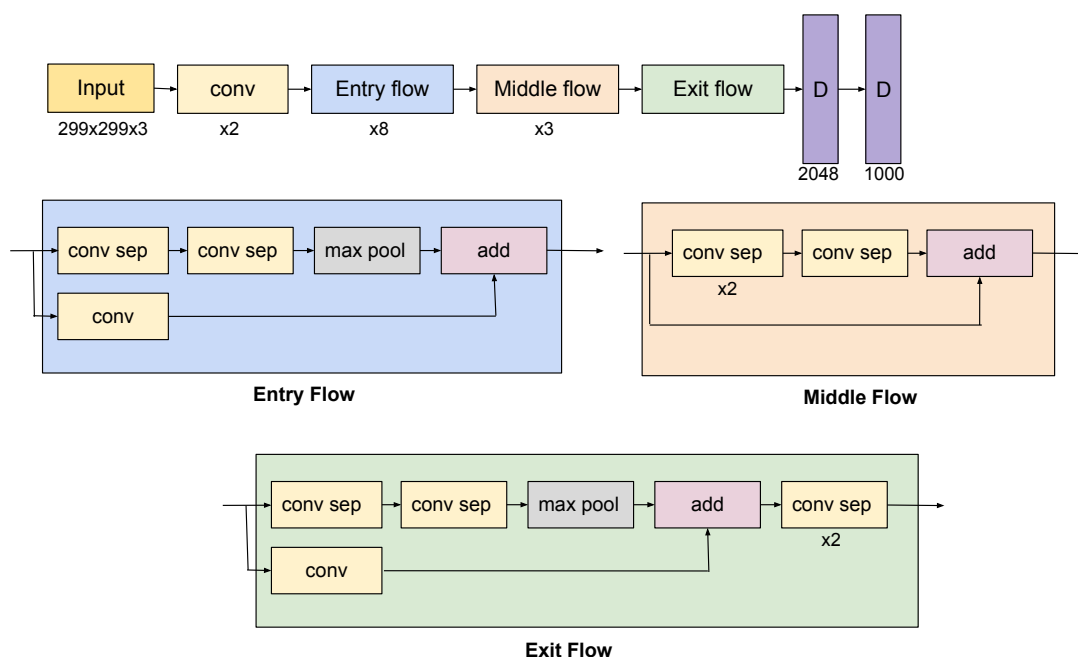 Input
conv
Entry flow
Middle flow
Exit flow
D
D
299x299x3
x2
x8
x3
2048
1000
conv sep
conv sep
max pool
add
conv
Entry Flow
conv sep
conv sep
add
x2
Middle Flow
conv sep
conv sep
max pool
add
conv sep
x2
conv
Exit Flow